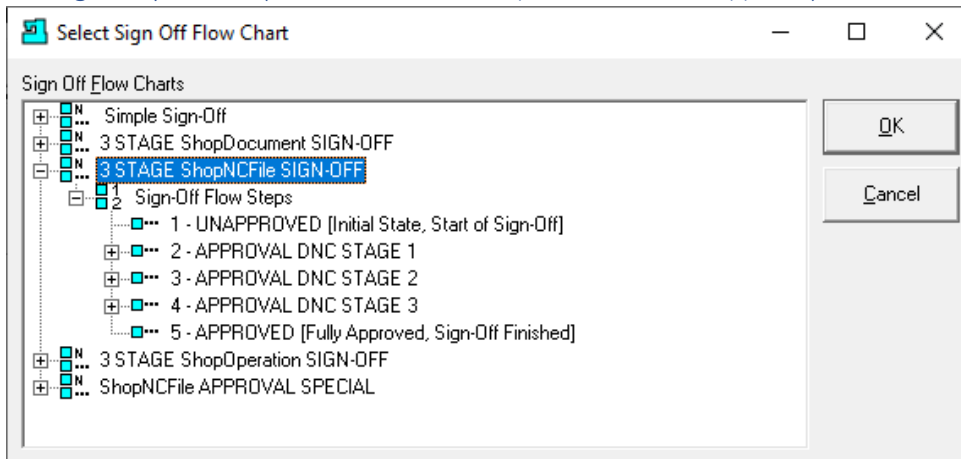 Select Sign Off Flow Chart
Sign Off Flow Charts
Simple Sign-Off
3 STAGE ShopDocument SIGN-OFF
3 STAGE ShopNCFile SIGN-OFF
Sign-Off Flow Steps
1 - UNAPPROVED [Initial State, Start of Sign-Off]
2 - APPROVAL DNC STAGE 1
3 - APPROVAL DNC STAGE 2
4 - APPROVAL DNC STAGE 3
5 - APPROVED [Fully Approved, Sign-Off Finished]
3 STAGE ShopOperation SIGN-OFF
ShopNCFile APPROVAL SPECIAL
OK
Cancel